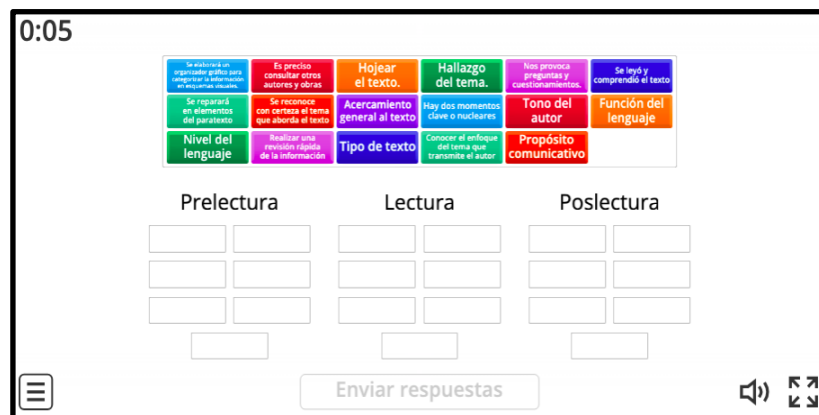 0:05
Se elaborará un
organizador gráfico para
categorizar la información
en esquemas visuales.
Es preciso
consultar otros
autores y obras
Hojear
el texto.
Hallazgo
del tema.
Nos provoca
preguntas y
cuestionamientos.
Se leyó y
comprendió el texto
Se reparará
en elementos
del paratexto
Se reconoce
con certeza el tema
que aborda el texto
Acercamiento
general al texto
Hay dos momentos
clave o nucleares
Tono del
autor
Función del
lenguaje
Nivel del
lenguaje
Realizar una
revisión rápida
de la información
Tipo de texto
Conocer el enfoque
del tema que
transmite el autor
Propósito
comunicativo
Prelectura
Lectura
Poslectura
Enviar respuestas